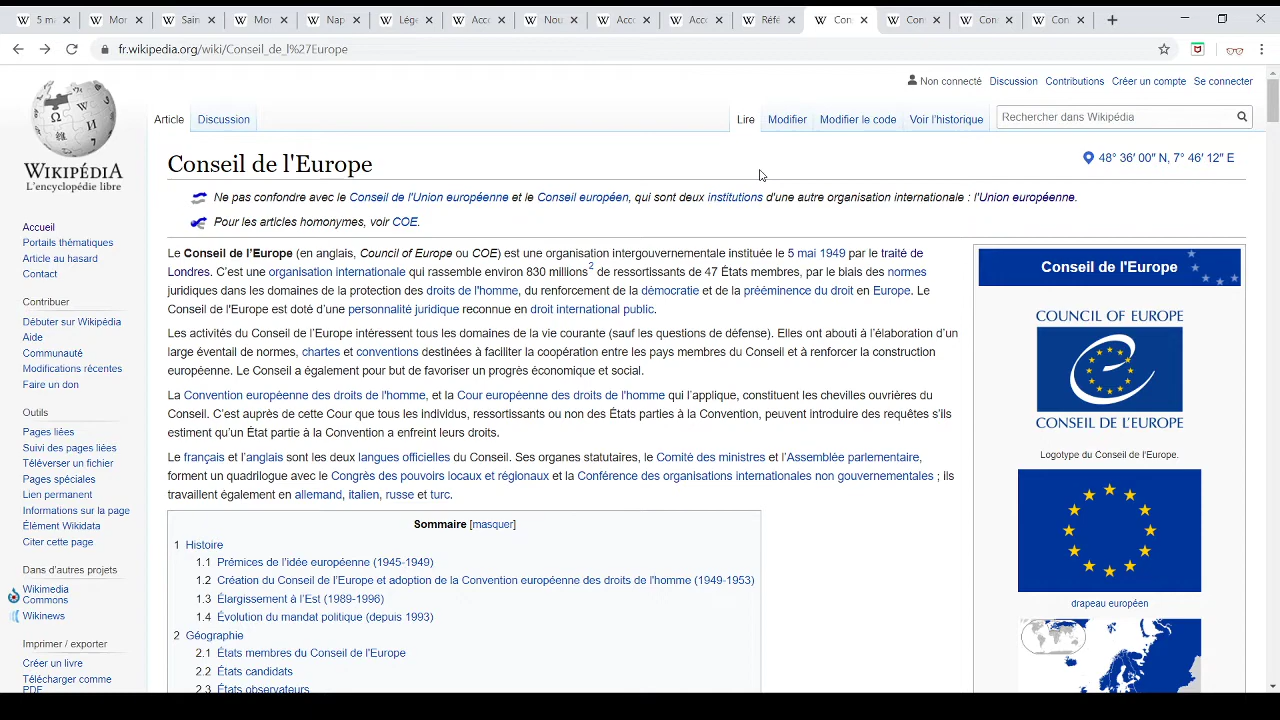 5 m
Mor
Sain
Mor
Nap
Lége
Acc
Nou
Acc
Acc
Réfé
Con
Con
Con
Con
fr.wikipedia.org/wiki/Conseil_de_l%27Europe
Non connecté Discussion Contributions Créer un compte Se connecter
Article Discussion Lire Modifier Modifier le code Voir l'historique Rechercher dans Wikipédia
WIKIPÉDIA
L'encyclopédie libre
Accueil
Portails thématiques
Article au hasard
Contact
Contribuer
Débuter sur Wikipédia
Aide
Communauté
Modifications récentes
Faire un don
Outils
Pages liées
Suivi des pages liées
Téléverser un fichier
Pages spéciales
Lien permanent
Informations sur la page
Élément Wikidata
Citer cette page
Dans d'autres projets
Wikimedia
Commons
Wikinews
Imprimer / exporter
Créer un livre
Télécharger comme
PDF
Conseil de l'Europe
48° 36′ 00″ N, 7° 46′ 12″ E
Ne pas confondre avec le Conseil de l'Union européenne et le Conseil européen, qui sont deux institutions d'une autre organisation internationale : l'Union européenne.
Pour les articles homonymes, voir COE.
Le Conseil de l'Europe (en anglais, Council of Europe ou COE) est une organisation intergouvernementale instituée le 5 mai 1949 par le traité de
Londres. C'est une organisation internationale qui rassemble environ 830 millions2 de ressortissants de 47 États membres, par le biais des normes
juridiques dans les domaines de la protection des droits de l'homme, du renforcement de la démocratie et de la prééminence du droit en Europe. Le
Conseil de l'Europe est doté d'une personnalité juridique reconnue en droit international public.
Les activités du Conseil de l'Europe intéressent tous les domaines de la vie courante (sauf les questions de défense). Elles ont abouti à l'élaboration d'un
large éventail de normes, chartes et conventions destinées à faciliter la coopération entre les pays membres du Conseil et à renforcer la construction
européenne. Le Conseil a également pour but de favoriser un progrès économique et social.
La Convention européenne des droits de l'homme, et la Cour européenne des droits de l'homme qui l'applique, constituent les chevilles ouvrières du
Conseil. C'est auprès de cette Cour que tous les individus, ressortissants ou non des États parties à la Convention, peuvent introduire des requêtes s'ils
estiment qu'un État partie à la Convention a enfreint leurs droits.
Le français et l'anglais sont les deux langues officielles du Conseil. Ses organes statutaires, le Comité des ministres et l'Assemblée parlementaire,
forment un quadrilogue avec le Congrès des pouvoirs locaux et régionaux et la Conférence des organisations internationales non gouvernementales ; ils
travaillent également en allemand, italien, russe et turc.
Sommaire [masquer]
1 Histoire
1.1 Prémices de l'idée européenne (1945-1949)
1.2 Création du Conseil de l'Europe et adoption de la Convention européenne des droits de l'homme (1949-1953)
1.3 Élargissement à l'Est (1989-1996)
1.4 Évolution du mandat politique (depuis 1993)
2 Géographie
2.1 États membres du Conseil de l'Europe
2.2 États candidats
2.3 États observateurs
Conseil de l'Europe
COUNCIL OF EUROPE
CONSEIL DE L'EUROPE
Logotype du Conseil de l'Europe.
drapeau européen